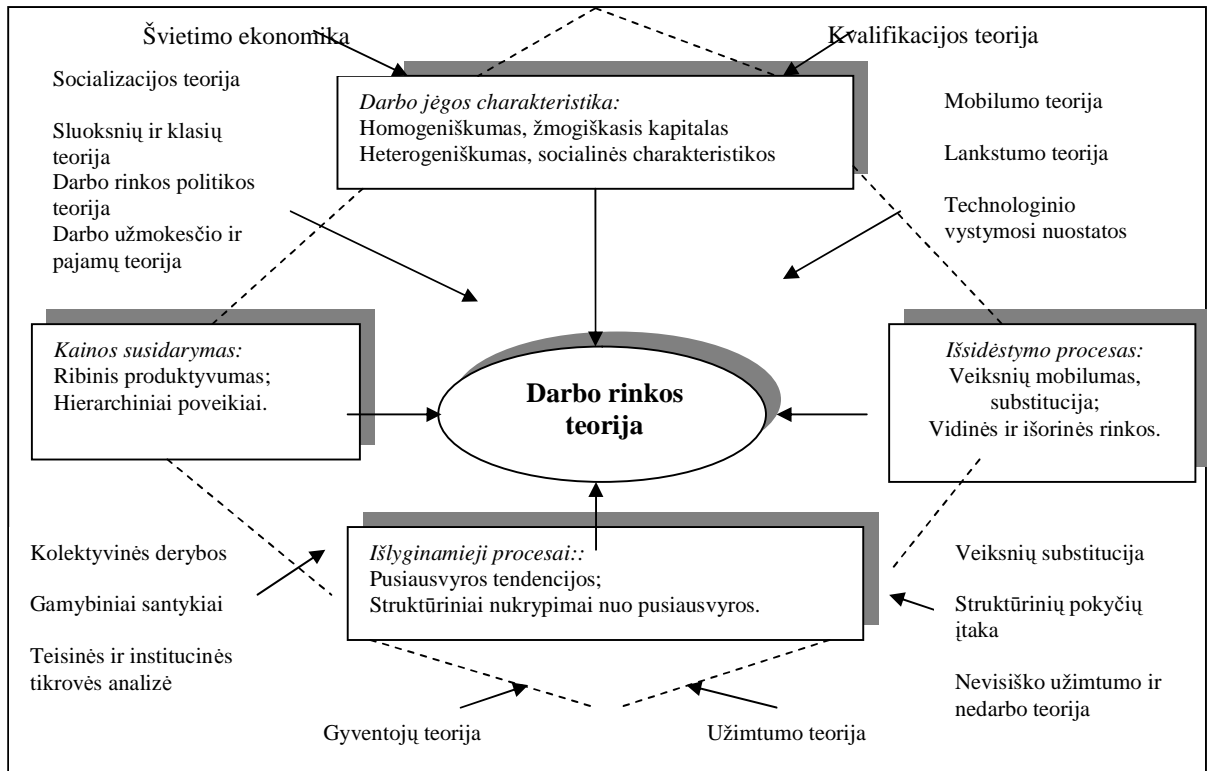 Švietimo ekonomika
Kvalifikacijos teorija
Socializacijos teorija
Sluoksnių ir klasių
teorija
Darbo rinkos politikos
teorija
Darbo užmokesčio ir
pajamų teorija
Darbo jėgos charakteristika:
Homogeniškumas, žmogiškasis kapitalas
Heterogeniškumas, socialinės charakteristikos
Mobilumo teorija
Lankstumo teorija
Technologinio
vystymosi nuostatos
Kainos susidarymas:
Ribinis produktyvumas;
Hierarchiniai poveikiai.
Darbo rinkos
teorija
Išsidėstymo procesas:
Veiksnių mobilumas,
substitucija;
Vidinės ir išorinės rinkos.
Kolektyvinės derybos
Gamybiniai santykiai
Teisinės ir institucinės
tikrovės analizė
Išlyginamieji procesai::
Pusiausvyros tendencijos;
Struktūriniai nukrypimai nuo pusiausvyros.
Veiksnių substitucija
Struktūrinių pokyčių
įtaka
Nevisiško užimtumo ir
nedarbo teorija
Gyventojų teorija
Užimtumo teorija